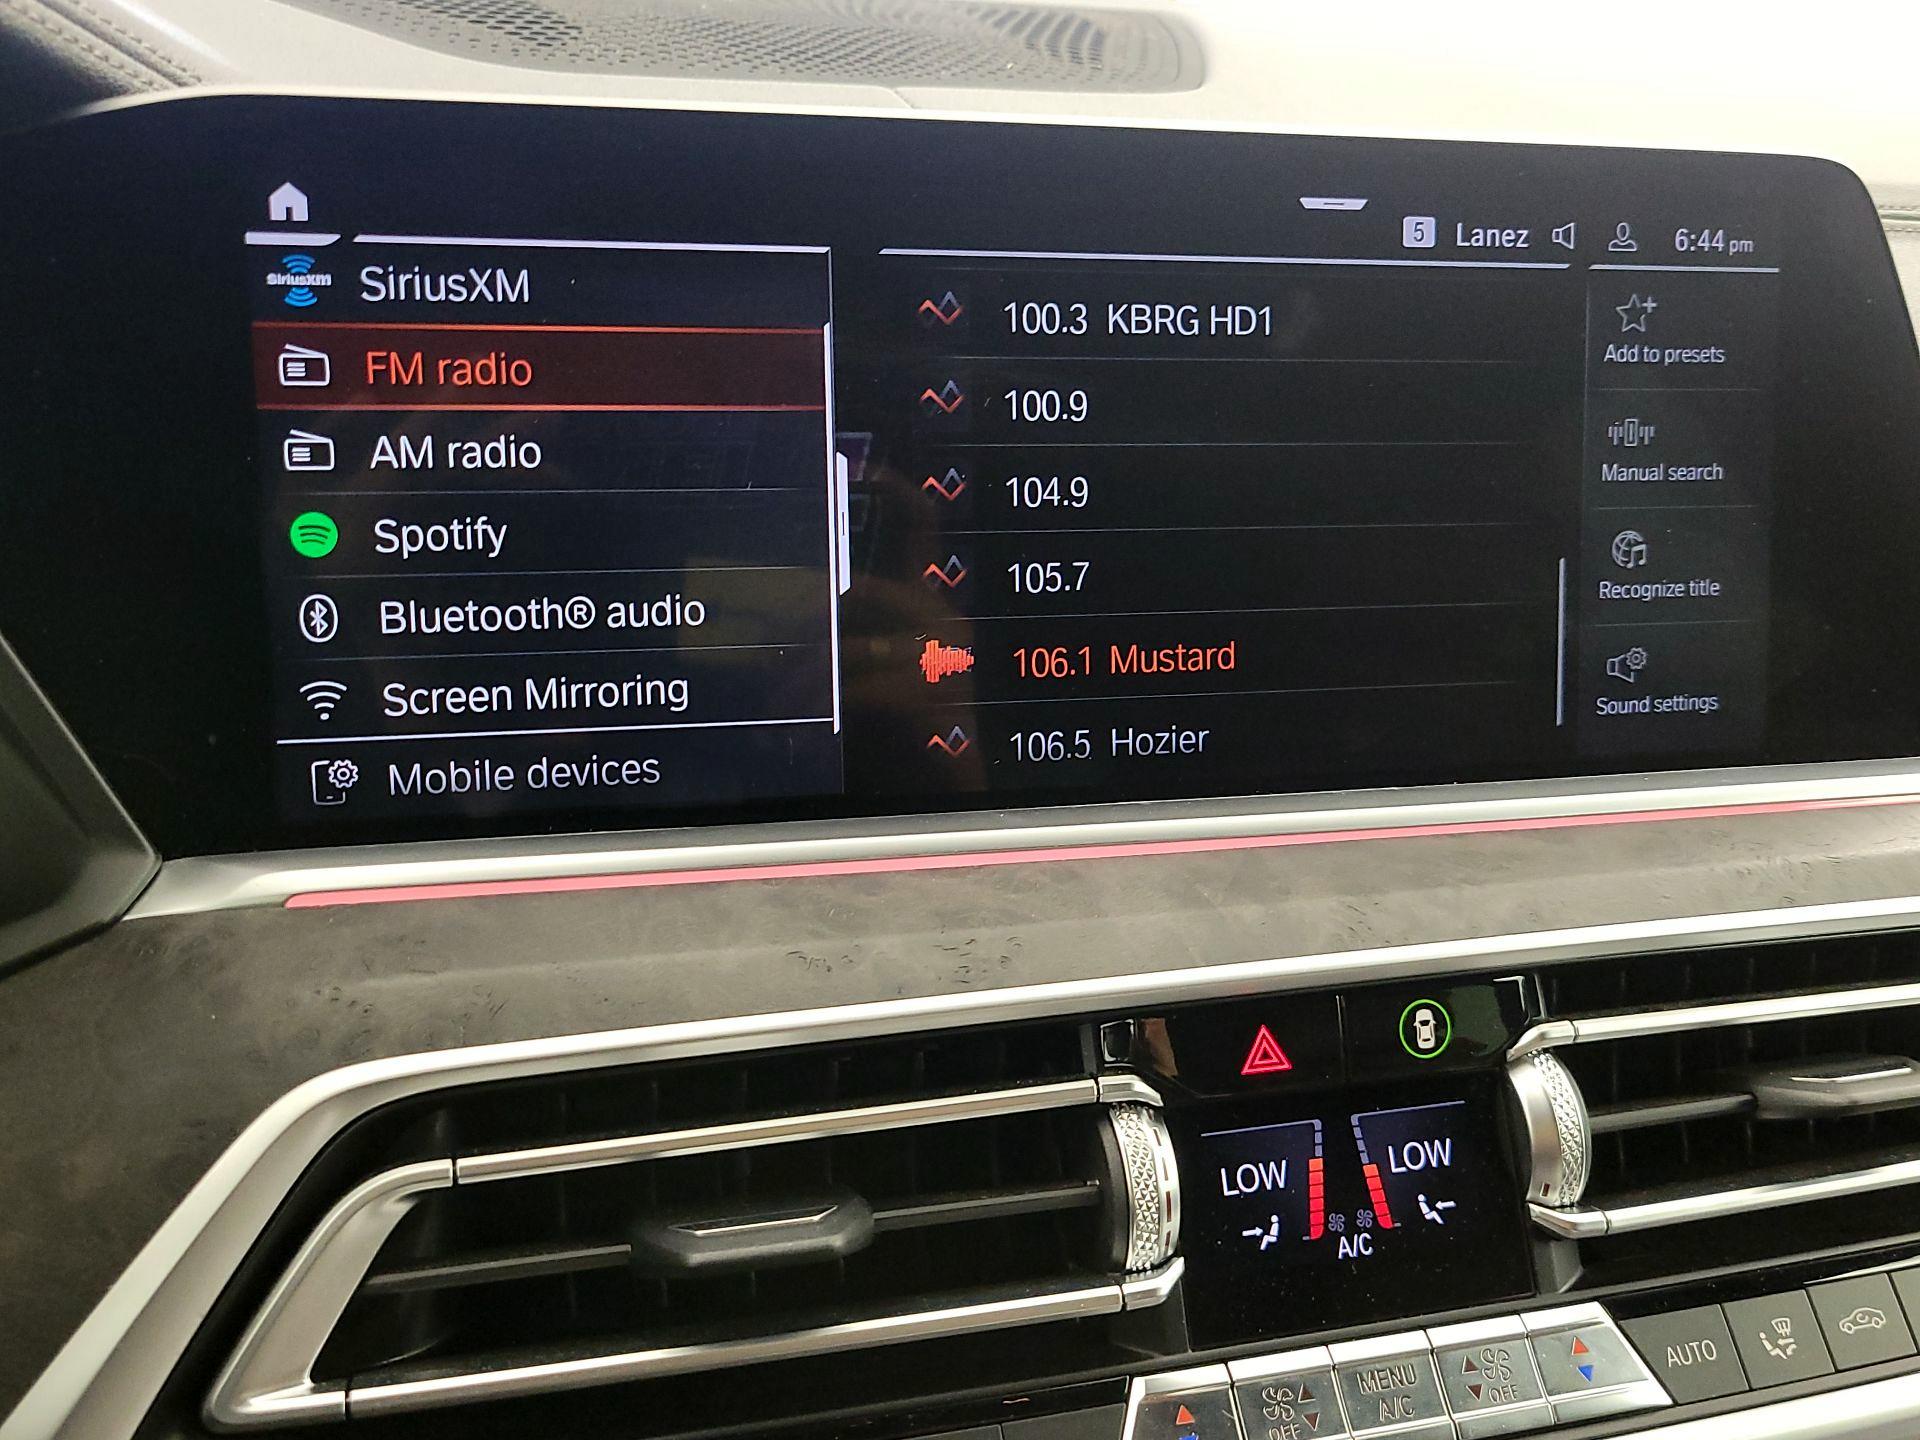 5 Lanez 6:44 pm
siriusxm SiriusXM
FM radio
AM radio
Spotify
Bluetooth® audio
Screen Mirroring
Mobile devices
100.3 KBRG HD1
100.9
104.9
105.7
106.1 Mustard
106.5 Hozier
Add to presets
Manual search
Recognize title
Sound settings
LOW LOW
A/C
OFF
MENU
A/C
OFF
AUTO